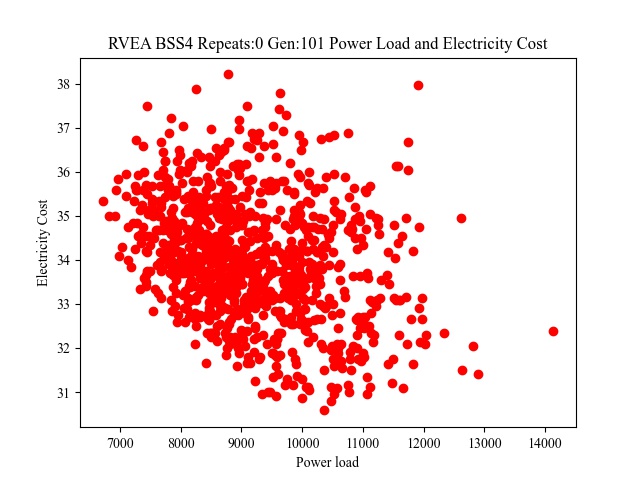 RVEA BSS4 Repeats:0 Gen:101 Power Load and Electricity Cost
38
37
36
35
34
33
32
31
Electricity Cost
7000 8000 9000 10000 11000 12000 13000 14000
Power load